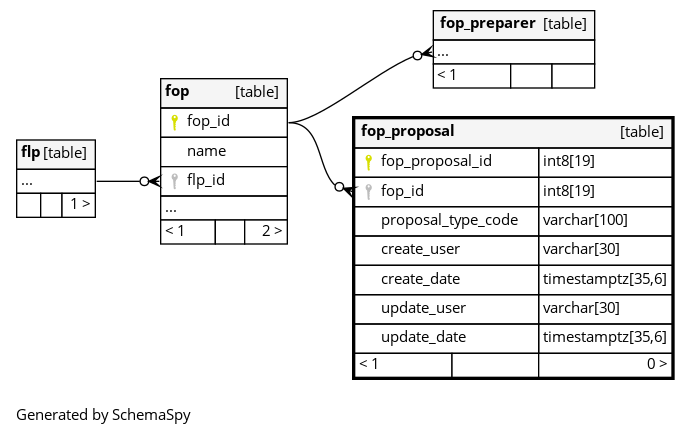 fop_preparer [table]
...
< 1
fop [table]
fop_id
name
flp_id
...
< 1 2 >
flp [table]
...
1 >
fop_proposal [table]
fop_proposal_id int8[19]
fop_id int8[19]
proposal_type_code varchar[100]
create_user varchar[30]
create_date timestamptz[35,6]
update_user varchar[30]
update_date timestamptz[35,6]
< 1 0 >
Generated by SchemaSpy